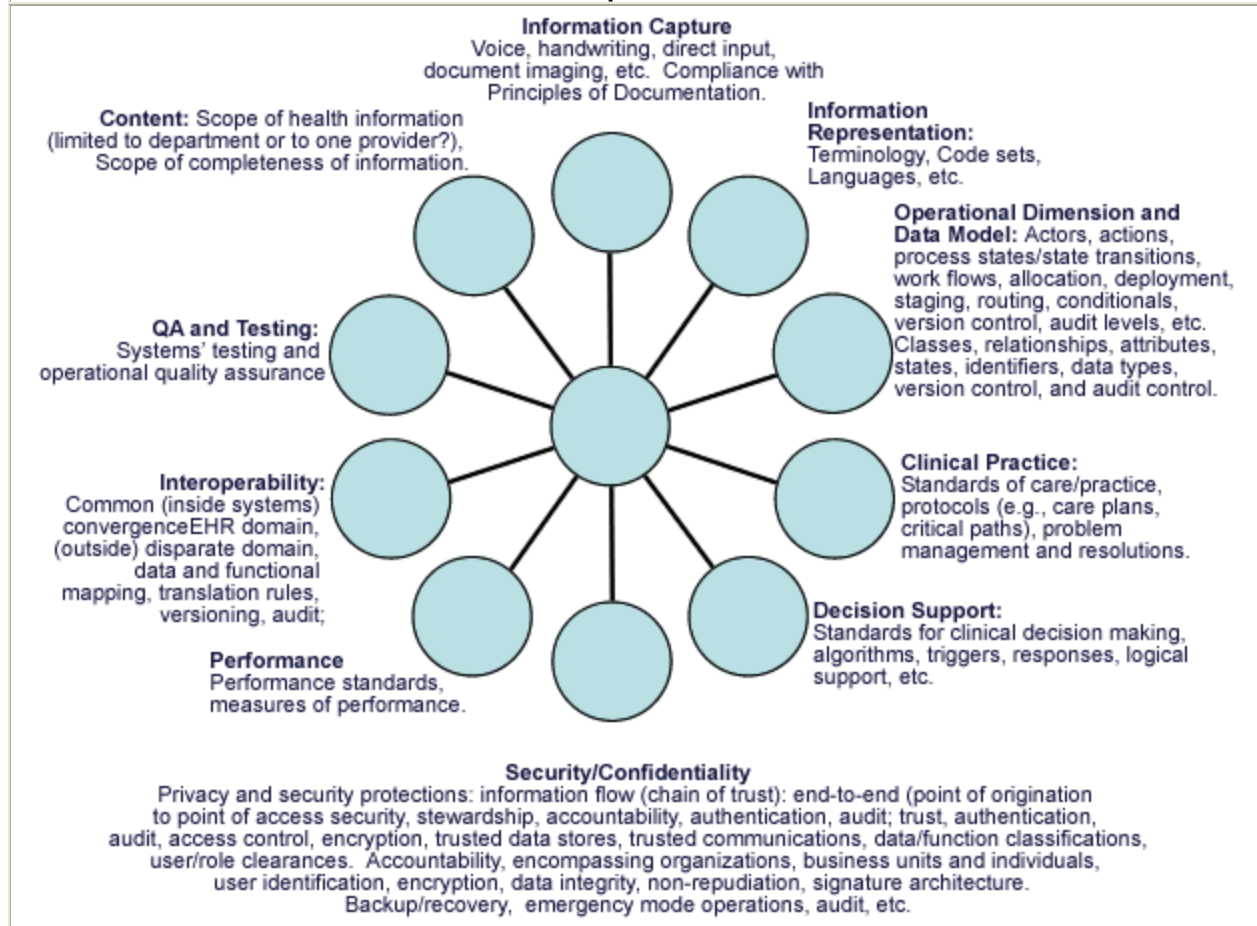 Information Capture
Voice, handwriting, direct input,
document imaging, etc.  Compliance with
Principles of Documentation.
Content: Scope of health information
(limited to department or to one provider?),
Scope of completeness of information.
Information
Representation:
Terminology, Code sets,
Languages, etc.
Operational Dimension and
Data Model: Actors, actions,
process states/state transitions,
work flows, allocation, deployment,
staging, routing, conditionals,
version control, audit levels, etc.
Classes, relationships, attributes,
states, identifiers, data types,
version control, and audit control.
QA and Testing:
Systems’ testing and
operational quality assurance
Clinical Practice:
Standards of care/practice,
protocols (e.g., care plans,
critical paths), problem
management and resolutions.
Interoperability:
Common (inside systems)
convergenceEHR domain,
(outside) disparate domain,
data and functional
mapping, translation rules,
versioning, audit;
Decision Support:
Standards for clinical decision making,
algorithms, triggers, responses, logical
support, etc.
Performance
Performance standards,
measures of performance.
Security/Confidentiality
Privacy and security protections: information flow (chain of trust): end-to-end (point of origination
to point of access security, stewardship, accountability, authentication, audit; trust, authentication,
audit, access control, encryption, trusted data stores, trusted communications, data/function classifications,
user/role clearances.  Accountability, encompassing organizations, business units and individuals,
user identification, encryption, data integrity, non-repudiation, signature architecture.
Backup/recovery,  emergency mode operations, audit, etc.